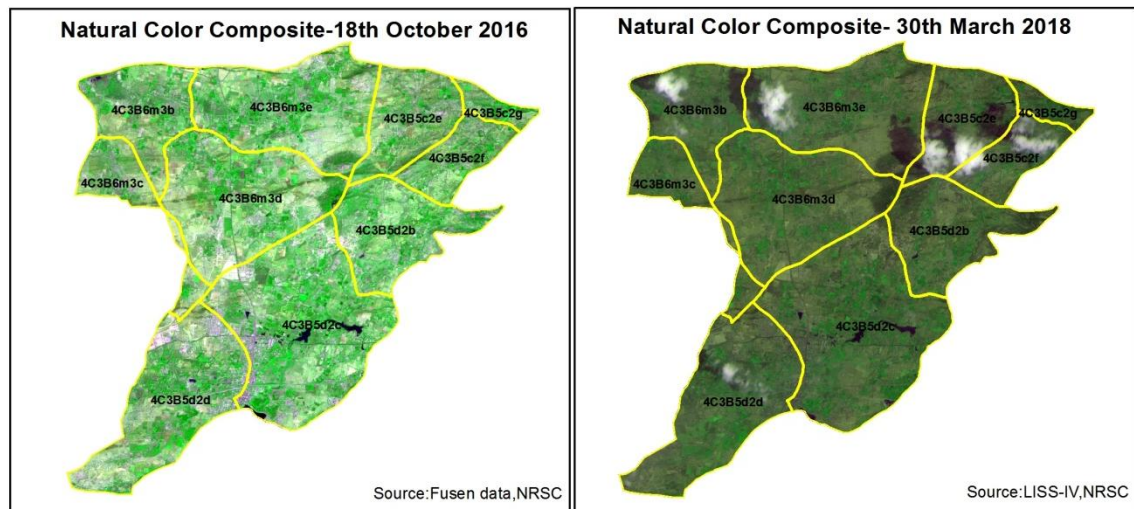 Natural Color Composite-18th October 2016
4C3B6m3b
4C3B6m3e
4C3B5c2e
4C3B5c2g
4C3B5c2f
4C3B6m3c
4C3B6m3d
4C3B5d2b
4C3B5d2c
4C3B5d2d
Source:Fusen data,NRSC
Natural Color Composite- 30th March 2018
4C3B6m3b
4C3B6m3e
4C3B5c2e
4C3B5c2g
4C3B5c2f
4C3B6m3c
4C3B6m3d
4C3B5d2b
4C3B5d2c
4C3B5d2d
Source:LISS-IV,NRSC